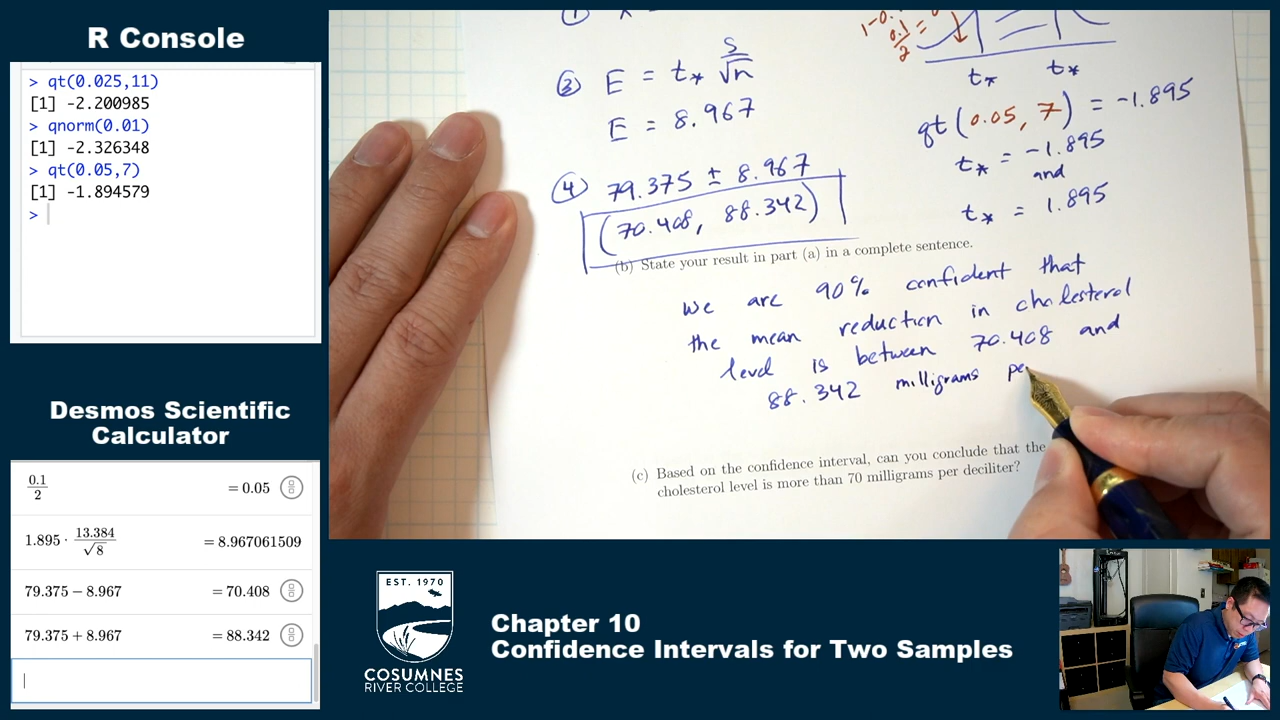 R Console
> qt(0.025,11)
[1] -2.200985
> qnorm(0.01)
[1] -2.326348
> qt(0.05,7)
[1] -1.894579
>
Desmos Scientific
Calculator
0.1/2 = 0.05
1.895 · 13.384/√8 = 8.967061509
79.375 − 8.967 = 70.408
79.375 + 8.967 = 88.342
③ E = t* s/√n
E = 8.967
④ 79.375 ± 8.967
(70.408, 88.342)
0.1/2 =
t* t*
qt(0.05, 7) = -1.895
t* = -1.895
and
t* = 1.895
(b) State your result in part (a) in a complete sentence.
we are 90% confident that
the mean reduction in cholesterol
level is between 70.408 and
88.342 milligrams pe
(c) Based on the confidence interval, can you conclude that the
cholesterol level is more than 70 milligrams per deciliter?
EST. 1970
COSUMNES
RIVER COLLEGE
Chapter 10
Confidence Intervals for Two Samples